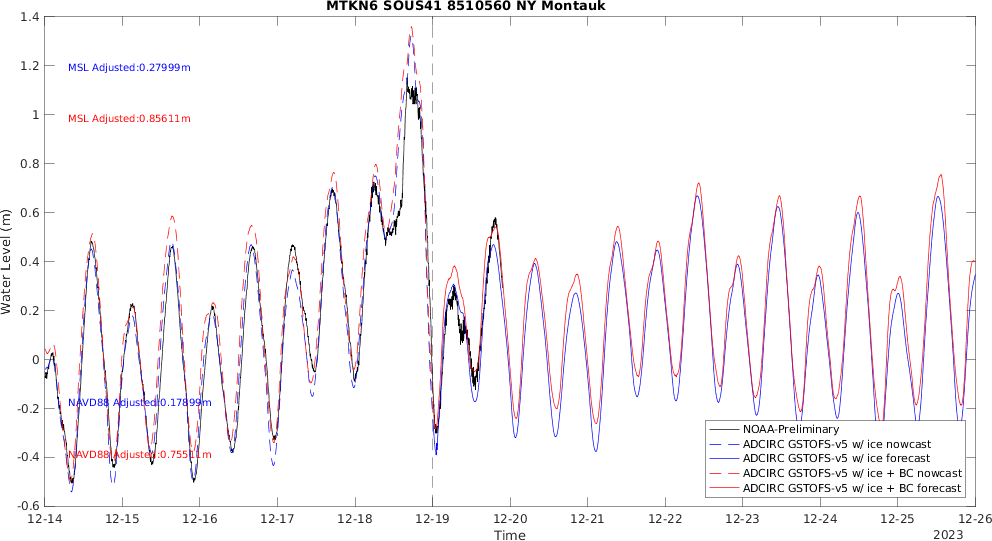 MTKN6 SOUS41 8510560 NY Montauk
1.4
1.2
1
0.8
0.6
0.4
0.2
0
-0.2
-0.4
-0.6
Water Level (m)
MSL Adjusted:0.27999m
MSL Adjusted:0.85611m
NAVD88 Adjusted:0.17899m
NAVD88 Adjusted:0.75511m
NOAA-Preliminary
ADCIRC GSTOFS-v5 w/ ice nowcast
ADCIRC GSTOFS-v5 w/ ice forecast
ADCIRC GSTOFS-v5 w/ ice + BC nowcast
ADCIRC GSTOFS-v5 w/ ice + BC forecast
12-14 12-15 12-16 12-17 12-18 12-19 12-20 12-21 12-22 12-23 12-24 12-25 12-26
Time
2023